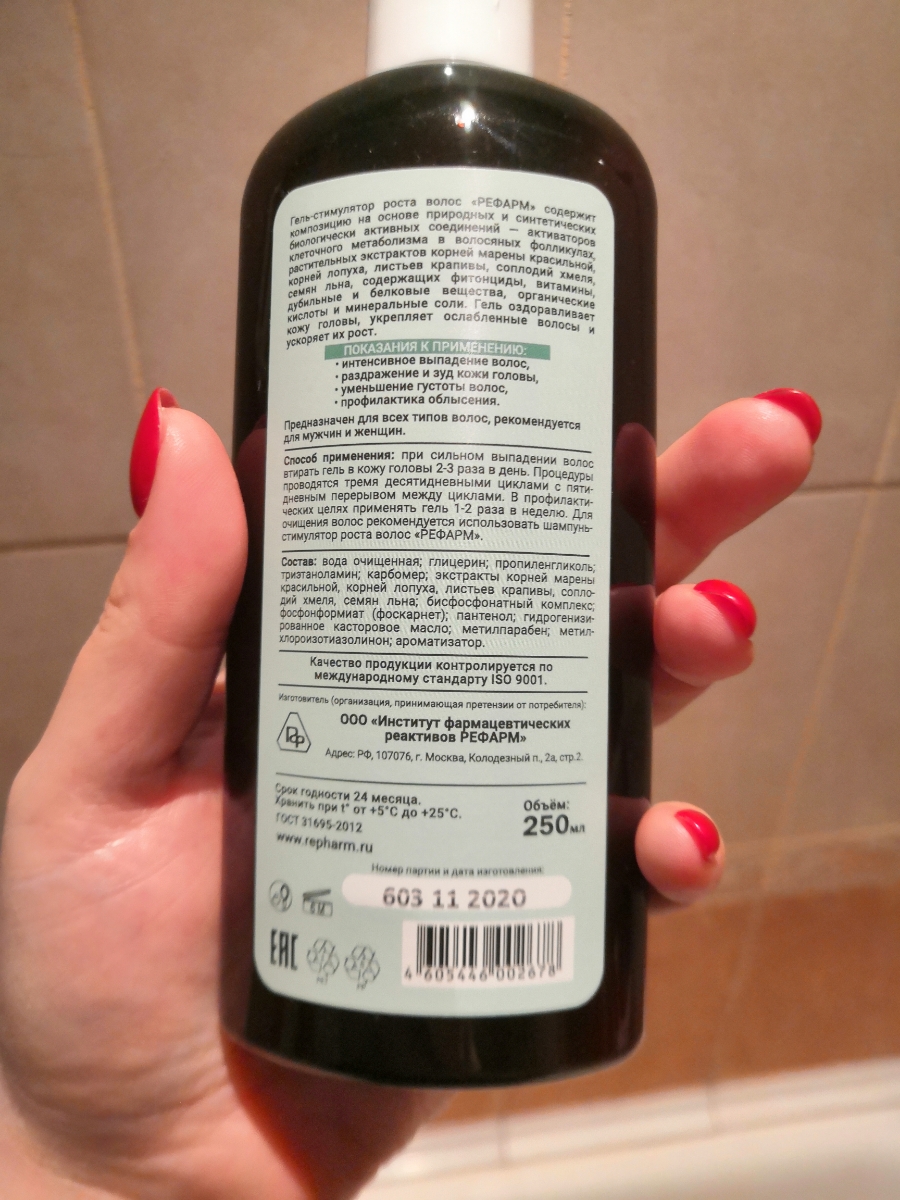 Гель-стимулятор роста волос «РЕФАРМ» содержит
композицию на основе природных и синтетических
биологически активных соединений — активаторов
клеточного метаболизма в волосяных фолликулах,
растительных экстрактов корней марены красильной,
корней лопуха, листьев крапивы, соплодий хмеля,
семян льна, содержащих фитонциды, витамины,
дубильные и белковые вещества, органические
кислоты и минеральные соли. Гель оздоравливает
кожу головы, укрепляет ослабленные волосы и
ускоряет их рост.
ПОКАЗАНИЯ К ПРИМЕНЕНИЮ:
• интенсивное выпадение волос,
• раздражение и зуд кожи головы,
• уменьшение густоты волос,
• профилактика облысения.
Предназначен для всех типов волос, рекомендуется
для мужчин и женщин.
Способ применения: при сильном выпадении волос
втирать гель в кожу головы 2-3 раза в день. Процедуры
проводятся тремя десятидневными циклами с пяти-
дневным перерывом между циклами. В профилакти-
ческих целях применять гель 1-2 раза в неделю. Для
очищения волос рекомендуется использовать шампунь-
стимулятор роста волос «РЕФАРМ».
Состав: вода очищенная; глицерин; пропиленгликоль;
триэтаноламин; карбомер; экстракты корней марены
красильной, корней лопуха, листьев крапивы, сопло-
дий хмеля, семян льна; бисфосфонатный комплекс;
фосфонформиат (фоскарнет); пантенол; гидрогенизи-
рованное касторовое масло; метилпарабен; метил-
хлороизотиазолинон; ароматизатор.
Качество продукции контролируется по
международному стандарту ISO 9001.
Изготовитель (организация, принимающая претензии от потребителя):
ООО «Институт фармацевтических
реактивов РЕФАРМ»
Адрес: РФ, 107076, г. Москва, Колодезный п., 2а, стр.2.
Срок годности 24 месяца.
Хранить при t° от +5°С до +25°С.
ГОСТ 31695-2012
www.repharm.ru
Объём:
250мл
Номер партии и дата изготовления:
603 11 2020
EAC
4 605446 002678